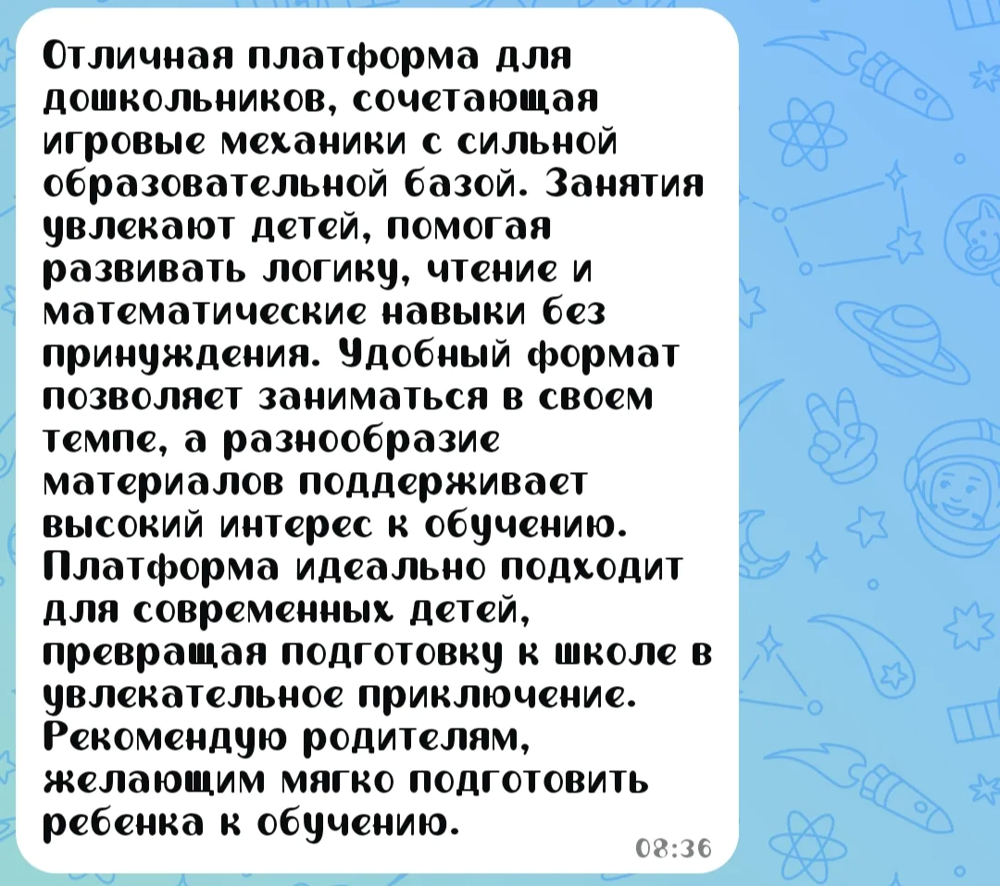 Отличная платформа для
дошкольников, сочетающая
игровые механики с сильной
образовательной базой. Занятия
увлекают детей, помогая
развивать логику, чтение и
математические навыки без
принуждения. Удобный формат
позволяет заниматься в своем
темпе, а разнообразие
материалов поддерживает
высокий интерес к обучению.
Платформа идеально подходит
для современных детей,
превращая подготовку к школе в
увлекательное приключение.
Рекомендую родителям,
желающим мягко подготовить
ребенка к обучению.
08:36